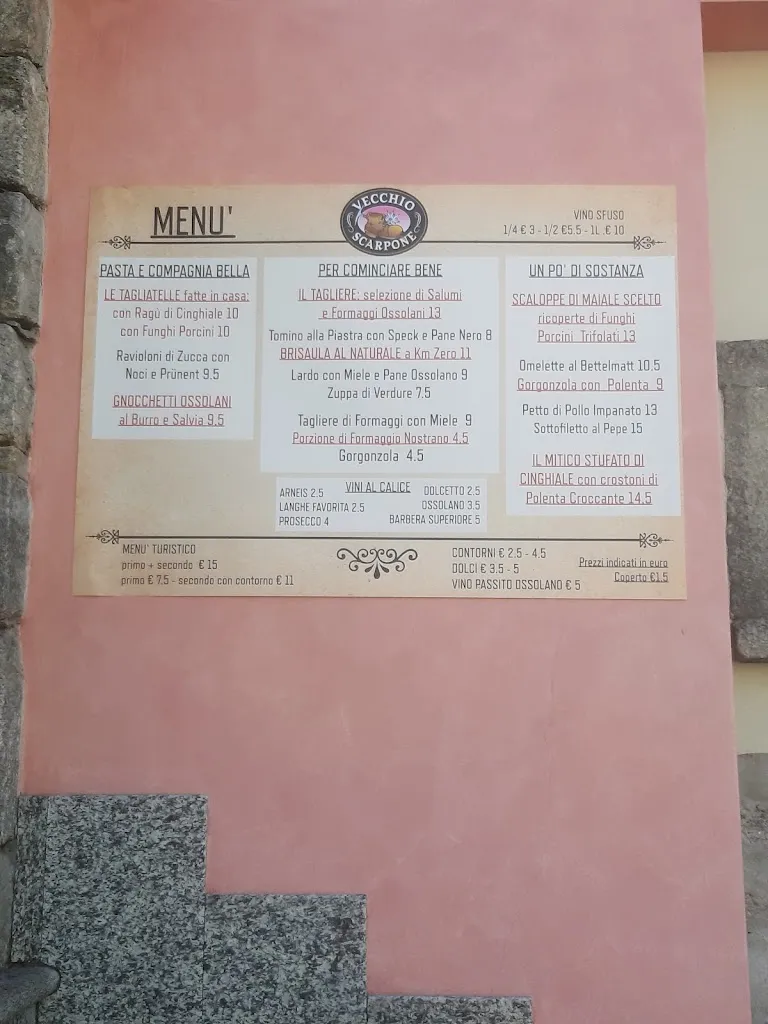 MENU'
VECCHIO
SCARPONE
VINO SFUSO
1/4 € 3 - 1/2 €5.5 - 1L .€ 10
PASTA E COMPAGNIA BELLA
LE TAGLIATELLE fatte in casa:
con Ragù di Cinghiale 10
con Funghi Porcini 10
Ravioloni di Zucca con
Noci e Prünent 9.5
GNOCCHETTI OSSOLANI
al Burro e Salvia 9.5
PER COMINCIARE BENE
IL TAGLIERE: selezione di Salumi
e Formaggi Ossolani 13
Tomino alla Piastra con Speck e Pane Nero 8
BRISAULA AL NATURALE a Km Zero 11
Lardo con Miele e Pane Ossolano 9
Zuppa di Verdure 7.5
Tagliere di Formaggi con Miele 9
Porzione di Formaggio Nostrano 4.5
Gorgonzola 4.5
UN PO' DI SOSTANZA
SCALOPPE DI MAIALE SCELTO
ricoperte di Funghi
Porcini Trifolati 13
Omelette al Bettelmatt 10.5
Gorgonzola con Polenta 9
Petto di Pollo Impanato 13
Sottofiletto al Pepe 15
IL MITICO STUFATO DI
CINGHIALE con crostoni di
Polenta Croccante 14.5
VINI AL CALICE
ARNEIS 2.5
LANGHE FAVORITA 2.5
PROSECCO 4
DOLCETTO 2.5
OSSOLANO 3.5
BARBERA SUPERIORE 5
MENU' TURISTICO
primo + secondo € 15
primo € 7.5 - secondo con contorno € 11
CONTORNI € 2.5 - 4.5
DOLCI € 3.5 - 5
VINO PASSITO OSSOLANO € 5
Prezzi indicati in euro
Coperto €1.5